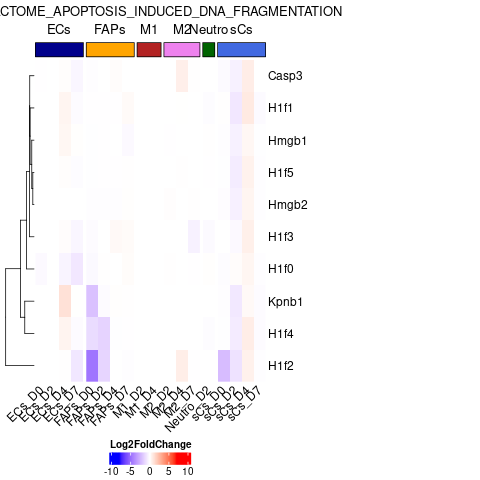 CTOME_APOPTOSIS_INDUCED_DNA_FRAGMENTATION
ECs FAPs M1 M2 Neutro sCs
Casp3
H1f1
Hmgb1
H1f5
Hmgb2
H1f3
H1f0
Kpnb1
H1f4
H1f2
ECs_D0 ECs_D2 ECs_D4 ECs_D7 FAPs_D0 FAPs_D2 FAPs_D4 FAPs_D7 M1_D2 M1_D4 M2_D2 M2_D4 M2_D7 Neutro_D2 sCs_D0 sCs_D2 sCs_D4 sCs_D7
Log2FoldChange
-10 -5 0 5 10